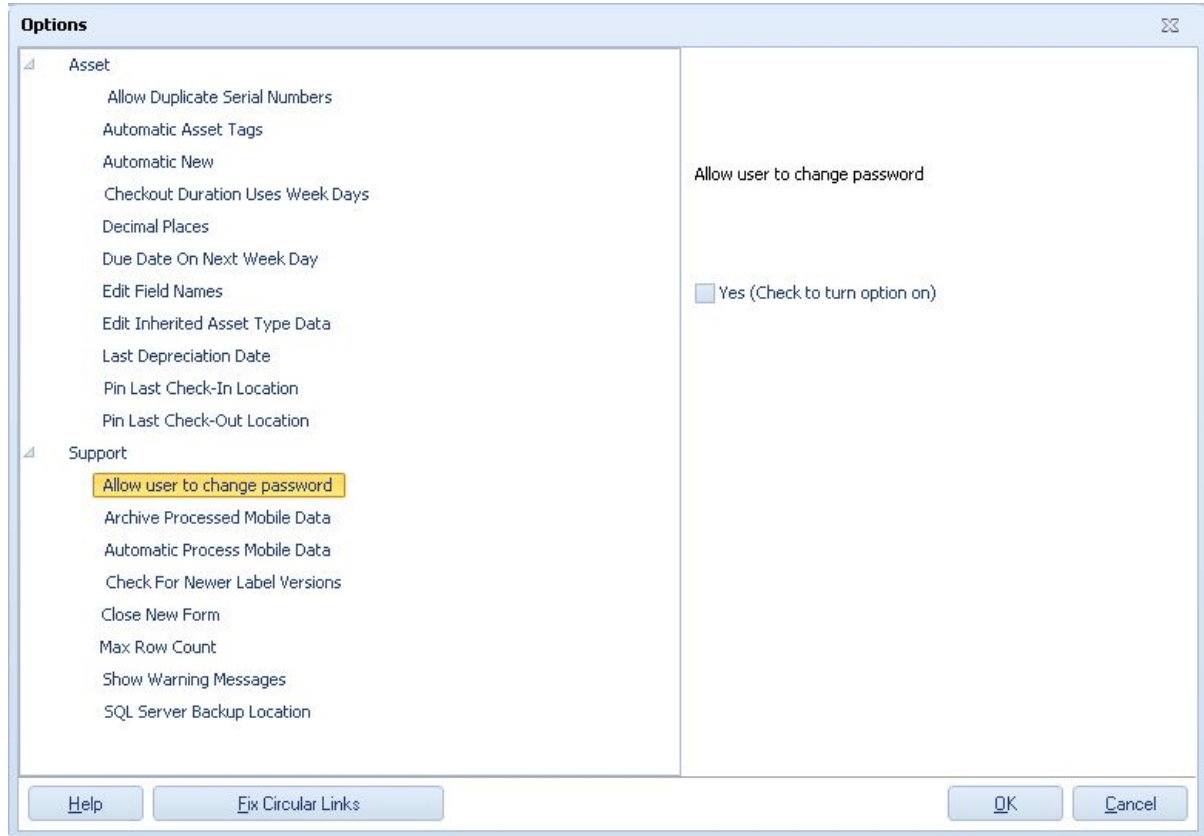 Options
Asset
Allow Duplicate Serial Numbers
Automatic Asset Tags
Automatic New
Checkout Duration Uses Week Days
Decimal Places
Due Date On Next Week Day
Edit Field Names
Edit Inherited Asset Type Data
Last Depreciation Date
Pin Last Check-In Location
Pin Last Check-Out Location
Support
Allow user to change password
Archive Processed Mobile Data
Automatic Process Mobile Data
Check For Newer Label Versions
Close New Form
Max Row Count
Show Warning Messages
SQL Server Backup Location
Allow user to change password
Yes (Check to turn option on)
Help
Fix Circular Links
OK
Cancel